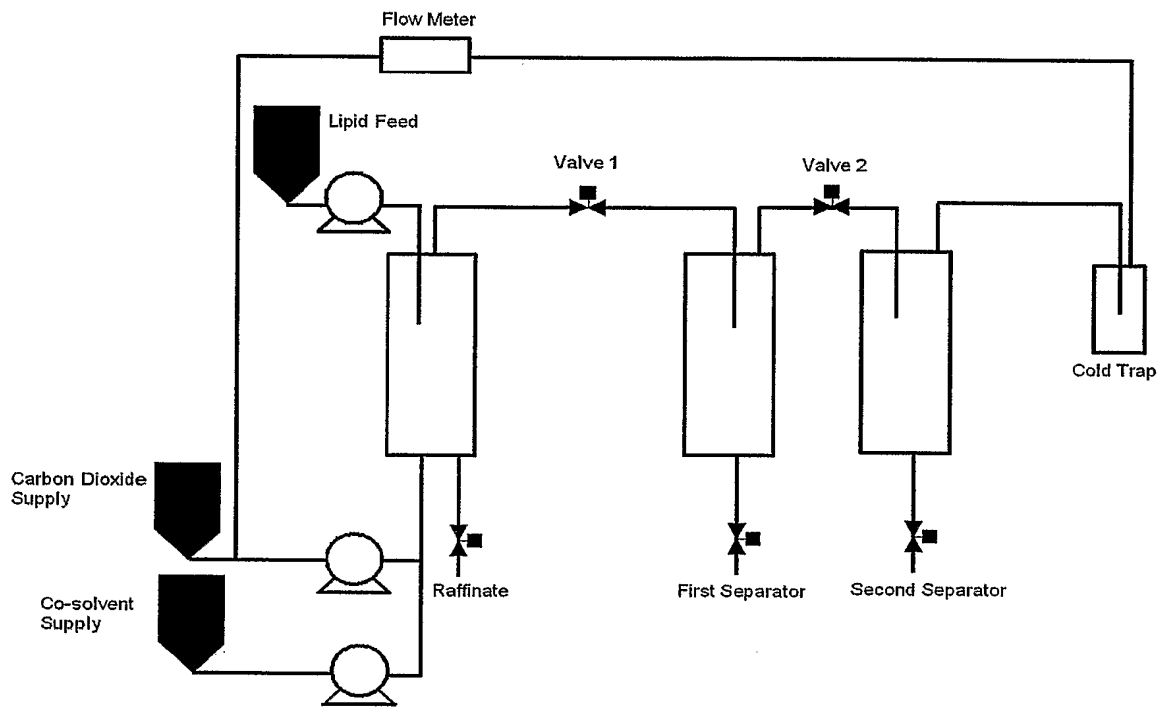 Flow Meter
Lipid Feed
Valve 1
Valve 2
Cold Trap
Carbon Dioxide
Supply
Raffinate
First Separator
Second Separator
Co-solvent
Supply